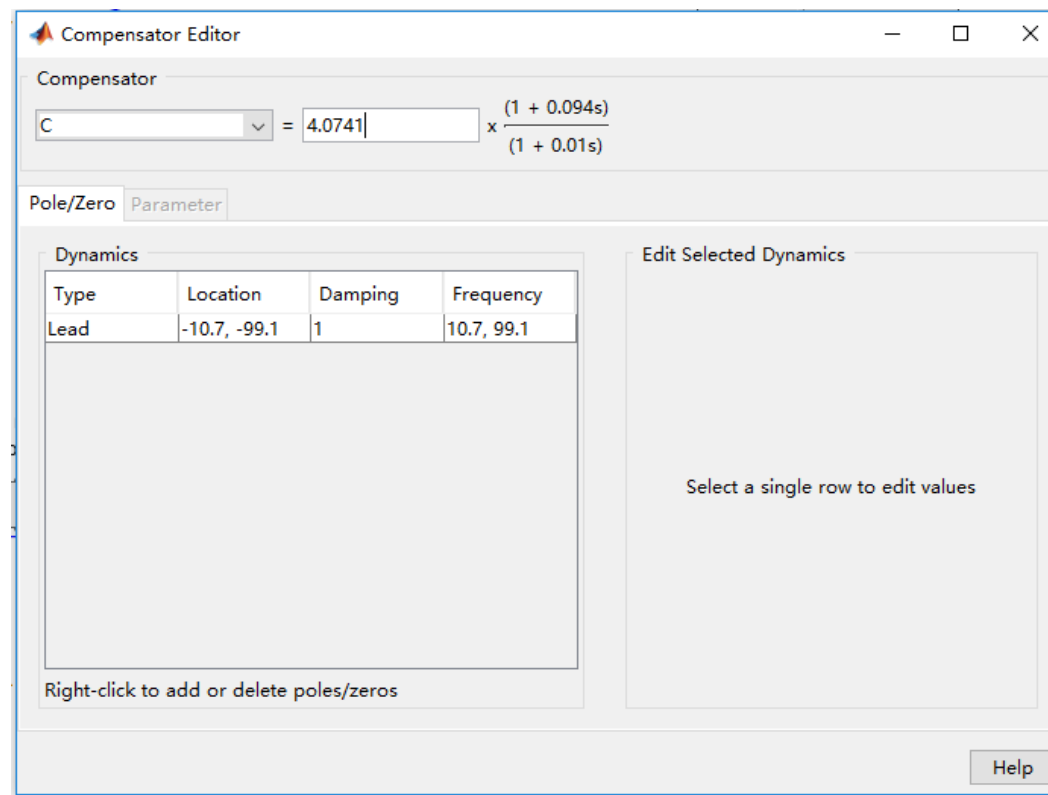 Compensator Editor
Compensator
C = 4.0741 x (1 + 0.094s)
(1 + 0.01s)
Pole/Zero Parameter
Dynamics
Edit Selected Dynamics
Type Location Damping Frequency
Lead -10.7, -99.1 1 10.7, 99.1
Select a single row to edit values
Right-click to add or delete poles/zeros
Help